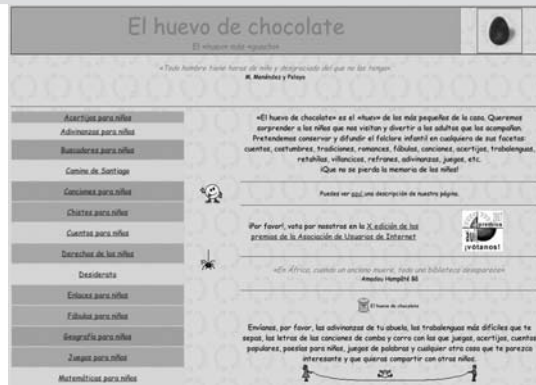 El huevo de chocolate
El «huevo» más «guocho»
«Todo hombre tiene horas de niño y desgraciado del que no las tenga»
M. Menéndez y Pelayo
Acertijos para niños
Adivinanzas para niños
Buscadores para niños
Camino de Santiago
Canciones para niños
Chistes para niños
Cuentos para niños
Derechos de los niños
Desiderata
Enlaces para niños
Fábulas para niños
Geografía para niños
Juegos para niños
Matemáticas para niños
«El huevo de chocolate» es el «huevo» de los más pequeños de la casa. Queremos
sorprender a los niños que nos visitan y divertir a los adultos que los acompañan.
Pretendemos conservar y difundir el folclore infantil en cualquiera de sus facetas:
cuentos, costumbres, tradiciones, romances, fábulas, canciones, acertijos, trabalenguas,
retahílas, villancicos, refranes, adivinanzas, juegos, etc.
¡Que no se pierda la memoria de los niños!
Puedes ver aquí una descripción de nuestra página.
¡Por favor!, vota por nosotros en la X edición de los
premios de la Asociación de Usuarios de Internet
premios
¡vótanos!
«En África, cuando un anciano muere, toda una biblioteca desaparece»
Amadou Hampâté Bâ
El huevo de chocolate
Envíanos, por favor, las adivinanzas de tu abuela, los trabalenguas más difíciles que te
sepas, las letras de las canciones de comba y corro con las que juegas, acertijos, cuentos
populares, poesías para niños, juegos de palabras y cualquier otra cosa que te parezca
interesante y que quieras compartir con otros niños.